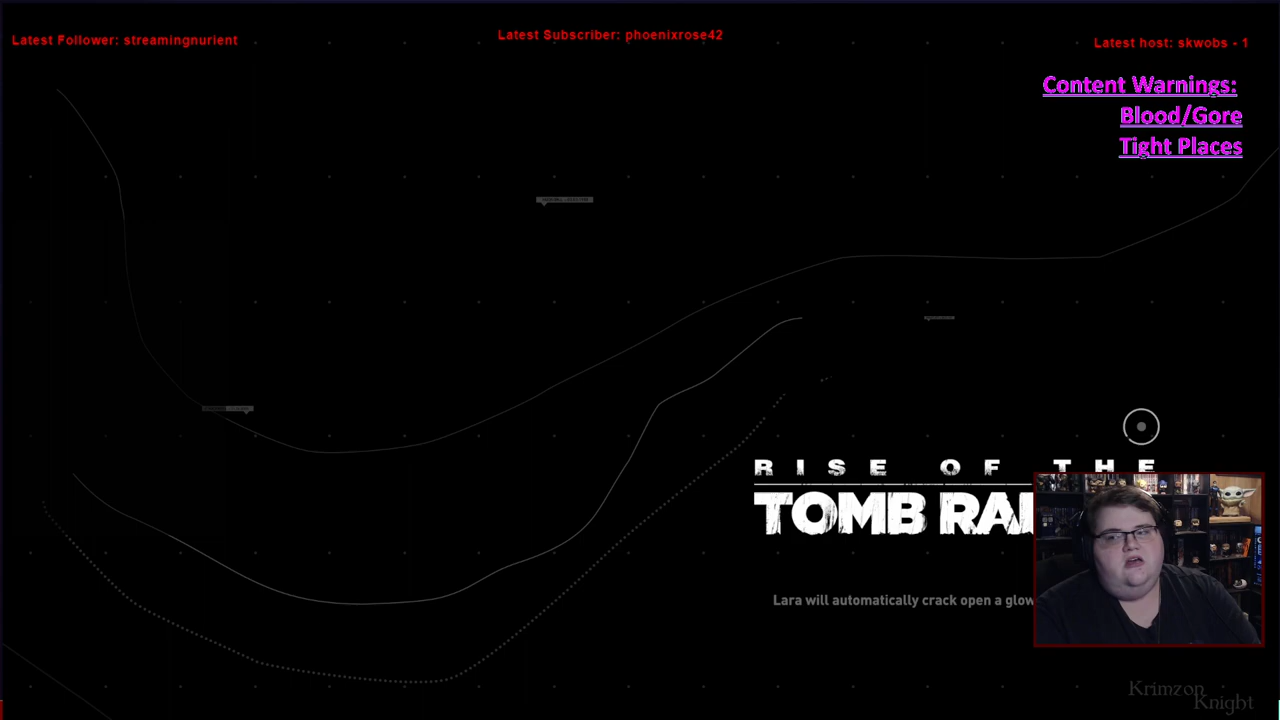 Latest Follower: streamingnurient
Latest Subscriber: phoenixrose42
Latest host: skwobs - 1
Content Warnings:
Blood/Gore
Tight Places
RISE OF THE
TOMB RAI
Lara will automatically crack open a glow
Krimzon
Knight